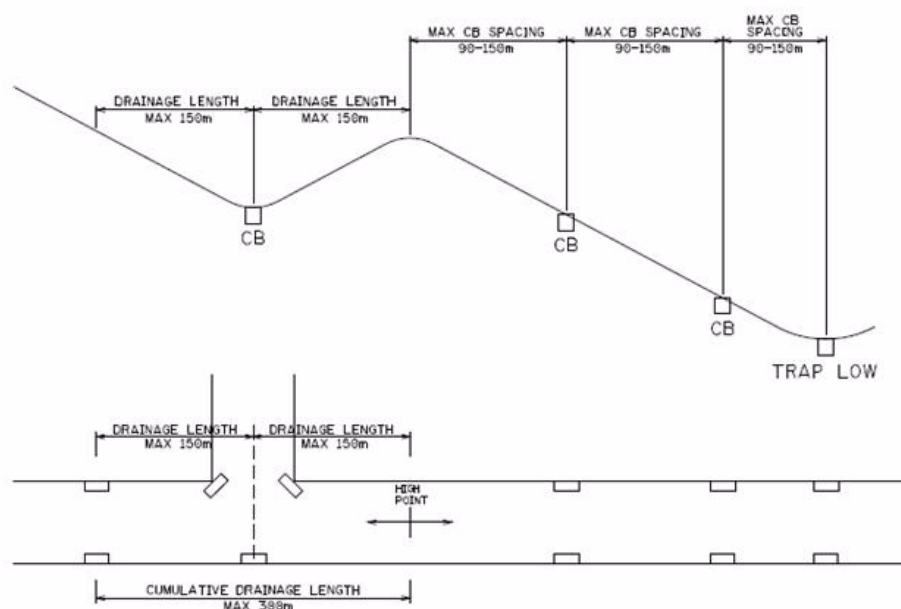 MAX CB SPACING
90-150m
MAX CB SPACING
90-150m
MAX CB
SPACING
90-150m
DRAINAGE LENGTH
MAX 150m
DRAINAGE LENGTH
MAX 150m
CB
CB
CB
TRAP LOW
DRAINAGE LENGTH
MAX 150m
DRAINAGE LENGTH
MAX 150m
HIGH
POINT
CUMULATIVE DRAINAGE LENGTH
MAX 300m